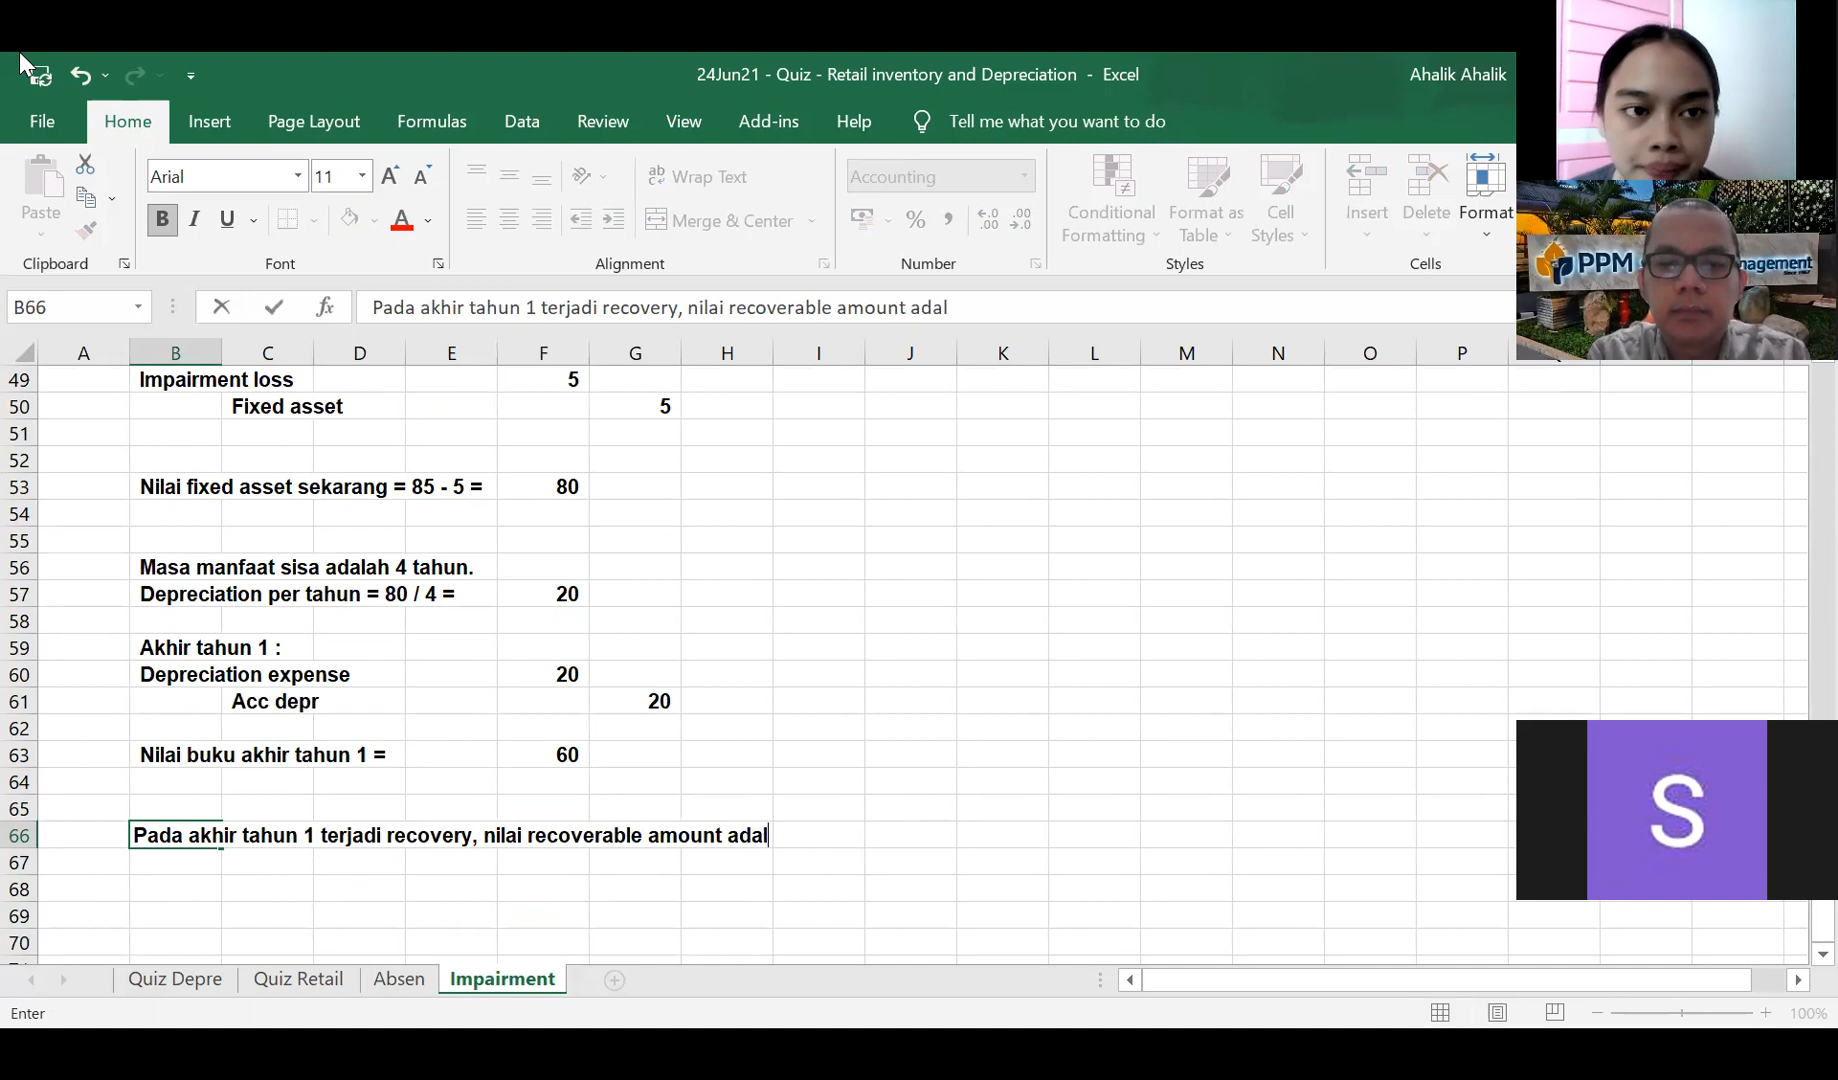 24Jun21 - Quiz - Retail inventory and Depreciation - Excel
Ahalik Ahalik
File Home Insert Page Layout Formulas Data Review View Add-ins Help Tell me what you want to do
Paste
Arial 11
B I U A
ab Wrap Text
Merge & Center
Accounting
% ,
Conditional Formatting
Format as Table
Cell Styles
Insert Delete Format
Clipboard Font Alignment Number Styles Cells
B66 fx Pada akhir tahun 1 terjadi recovery, nilai recoverable amount adal
A B C D E F G H I J K L M N O P
49 Impairment loss 5
50 Fixed asset 5
51
52
53 Nilai fixed asset sekarang = 85 - 5 = 80
54
55
56 Masa manfaat sisa adalah 4 tahun.
57 Depreciation per tahun = 80 / 4 = 20
58
59 Akhir tahun 1 :
60 Depreciation expense 20
61 Acc depr 20
62
63 Nilai buku akhir tahun 1 = 60
64
65
66 Pada akhir tahun 1 terjadi recovery, nilai recoverable amount adal
67
68
69
70
Quiz Depre Quiz Retail Absen Impairment
Enter
100%
PPM
S